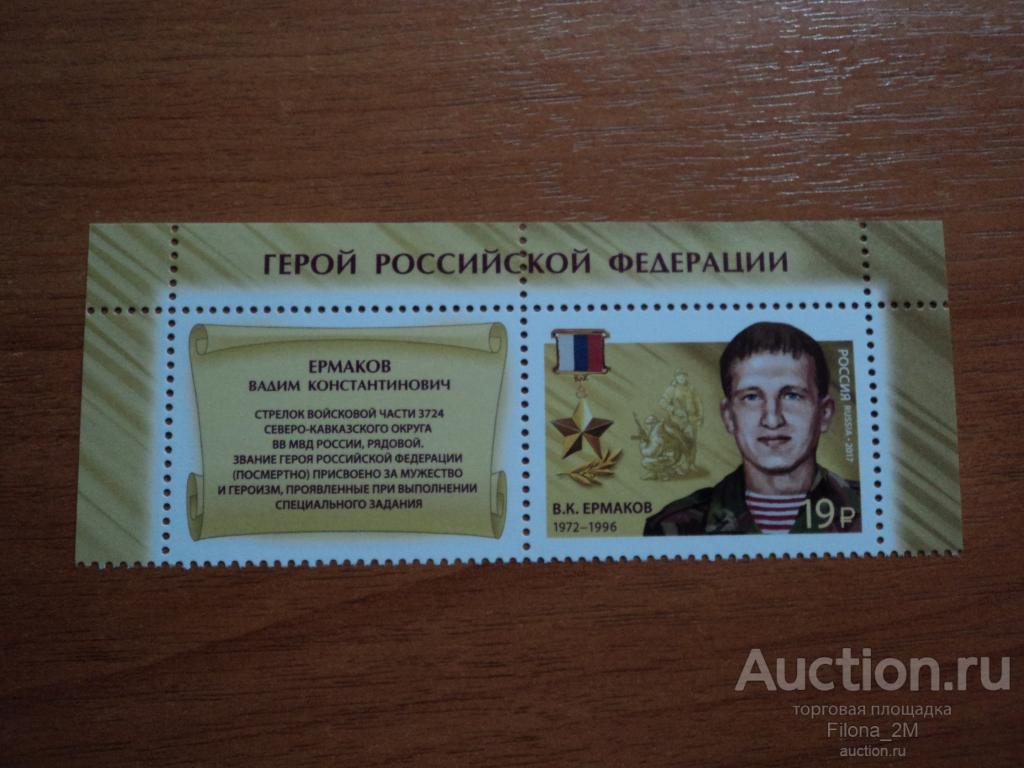 ГЕРОЙ РОССИЙСКОЙ ФЕДЕРАЦИИ
ЕРМАКОВ
ВАДИМ КОНСТАНТИНОВИЧ
СТРЕЛОК ВОЙСКОВОЙ ЧАСТИ 3724
СЕВЕРО-КАВКАЗСКОГО ОКРУГА
ВВ МВД РОССИИ, РЯДОВОЙ.
ЗВАНИЕ ГЕРОЯ РОССИЙСКОЙ ФЕДЕРАЦИИ
(ПОСМЕРТНО) ПРИСВОЕНО ЗА МУЖЕСТВО
И ГЕРОИЗМ, ПРОЯВЛЕННЫЕ ПРИ ВЫПОЛНЕНИИ
СПЕЦИАЛЬНОГО ЗАДАНИЯ
РОССИЯ RUSSIA • 2017
В.К. ЕРМАКОВ
1972–1996
19₽
Auction.ru
торговая площадка
Filona_2M
auction.ru